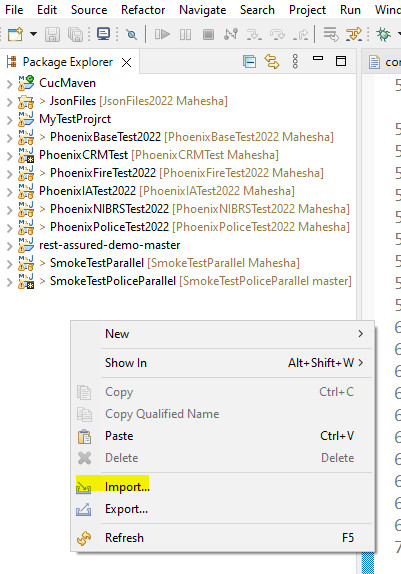 File Edit Source Refactor Navigate Search Project Run Wind
Package Explorer
CucMaven
> JsonFiles [JsonFiles2022 Mahesha]
MyTestProjrct
> PhoenixBaseTest2022 [PhoenixBaseTest2022 Mahesha]
PhoenixCRMTest [PhoenixCRMTest Mahesha]
> PhoenixFireTest2022 [PhoenixFireTest2022 Mahesha]
PhoenixIATest2022 [PhoenixIATest2022 Mahesha]
> PhoenixNIBRSTest2022 [PhoenixNIBRSTest2022 Mahesha]
> PhoenixPoliceTest2022 [PhoenixPoliceTest2022 Mahesha]
rest-assured-demo-master
> SmokeTestParallel [SmokeTestParallel Mahesha]
> SmokeTestPoliceParallel [SmokeTestPoliceParallel master]
New
Show In Alt+Shift+W
Copy Ctrl+C
Copy Qualified Name
Paste Ctrl+V
Delete Delete
Import...
Export...
Refresh F5